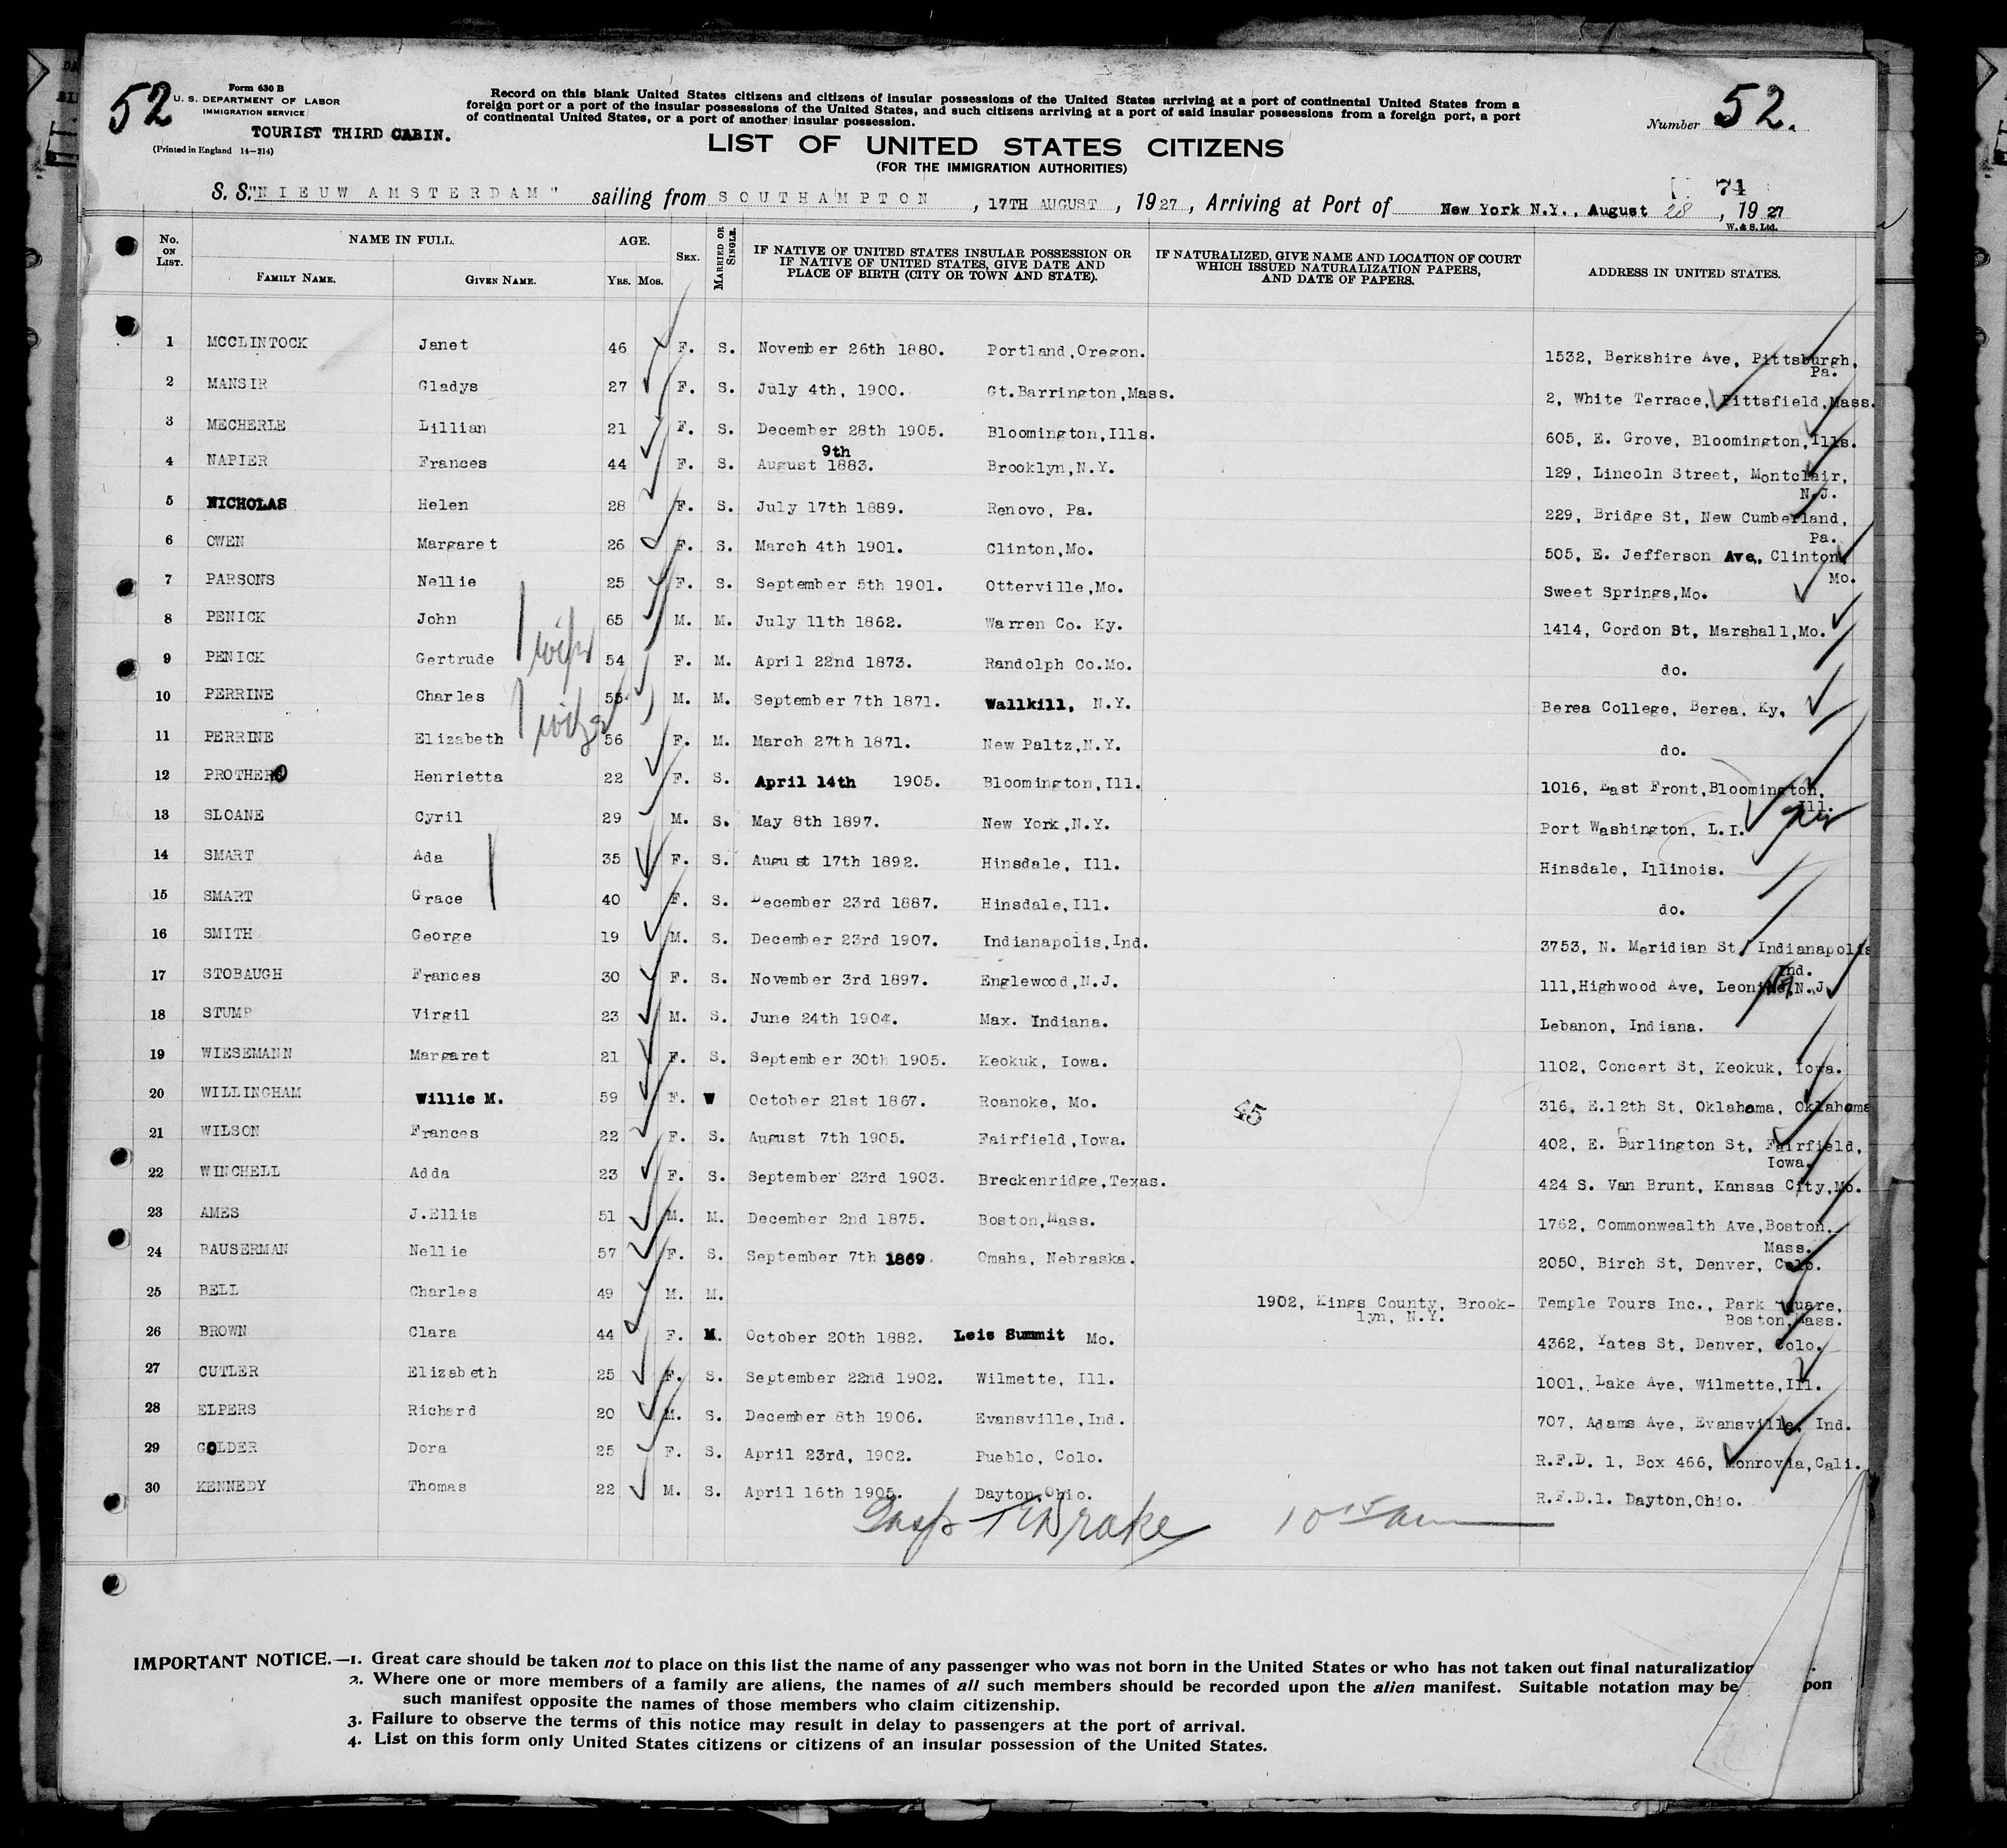 52
Form 630 B
U. S. DEPARTMENT OF LABOR
IMMIGRATION SERVICE
TOURIST THIRD CABIN.
(Printed in England 14—214)
Record on this blank United States citizens and citizens of insular possessions of the United States arriving at a port of continental United States from a
foreign port or a port of the insular possessions of the United States, and such citizens arriving at a port of said insular possessions from a foreign port, a port
of continental United States, or a port of another insular possession.
Number 52.
LIST OF UNITED STATES CITIZENS
(FOR THE IMMIGRATION AUTHORITIES)
71
S. S. "NIEUW AMSTERDAM" sailing from SOUTHAMPTON, 17TH AUGUST, 1927, Arriving at Port of New York N.Y., August 28, 1927
W. & S. Ltd.
No. ON LIST. NAME IN FULL. FAMILY NAME. GIVEN NAME. AGE. YRS. MOS. SEX. MARRIED OR SINGLE. IF NATIVE OF UNITED STATES INSULAR POSSESSION OR IF NATIVE OF UNITED STATES, GIVE DATE AND PLACE OF BIRTH (CITY OR TOWN AND STATE). IF NATURALIZED, GIVE NAME AND LOCATION OF COURT WHICH ISSUED NATURALIZATION PAPERS, AND DATE OF PAPERS. ADDRESS IN UNITED STATES.
1 MCCLINTOCK Janet 46 F. S. November 26th 1880. Portland,Oregon. 1532, Berkshire Ave, Pittsburgh, Pa.
2 MANSIR Gladys 27 F. S. July 4th, 1900. Gt.Barrington,Mass. 2, White Terrace, Pittsfield,Mass.
3 MECHERLE Lillian 21 F. S. December 28th 1905. Bloomington,Ills. 605, E. Grove, Bloomington,Ills.
4 NAPIER Frances 44 F. S. August 9th 1883. Brooklyn,N.Y. 129, Lincoln Street, Montclair, N.J.
5 NICHOLAS Helen 28 F. S. July 17th 1889. Renovo, Pa. 229, Bridge St, New Cumberland, Pa.
6 OWEN Margaret 26 F. S. March 4th 1901. Clinton,Mo. 505, E. Jefferson Ave, Clinton Mo.
7 PARSONS Nellie 25 F. S. September 5th 1901. Otterville,Mo. Sweet Springs,Mo.
8 PENICK John 65 M. M. July 11th 1862. Warren Co. Ky. 1414, Gordon St, Marshall,Mo.
9 PENICK Gertrude wife 54 F. M. April 22nd 1873. Randolph Co.Mo. do.
10 PERRINE Charles 55 M. M. September 7th 1871. Wallkill, N.Y. Berea College, Berea, Ky.
11 PERRINE Elizabeth wife 56 F. M. March 27th 1871. New Paltz,N.Y. do.
12 PROTHERO Henrietta 22 F. S. April 14th 1905. Bloomington,Ill. 1016, East Front,Bloomington, Ill.
13 SLOANE Cyril 29 M. S. May 8th 1897. New York,N.Y. Port Washington, L.I.
14 SMART Ada 35 F. S. August 17th 1892. Hinsdale, Ill. Hinsdale, Illinois.
15 SMART Grace 40 F. S. December 23rd 1887. Hinsdale,Ill. do.
16 SMITH George 19 M. S. December 23rd 1907. Indianapolis,Ind. 3753, N. Meridian St, Indianapolis Ind.
17 STOBAUGH Frances 30 F. S. November 3rd 1897. Englewood,N.J. 111,Highwood Ave, N.J.
18 STUMP Virgil 23 M. S. June 24th 1904. Max. Indiana. Lebanon, Indiana.
19 WIESEMANN Margaret 21 F. S. September 30th 1905. Keokuk, Iowa. 1102, Concert St, Keokuk, Iowa.
20 WILLINGHAM Willie M. 59 F. W October 21st 1867. Roanoke, Mo. 45 316, E.12th St, Oklahoma, Oklahoma
21 WILSON Frances 22 F. S. August 7th 1905. Fairfield,Iowa. 402, E. Burlington St, Fairfield, Iowa.
22 WINCHELL Adda 23 F. S. September 23rd 1903. Breckenridge,Texas. 424 S. Van Brunt, Kansas City,Mo.
23 AMES J.Ellis 51 M. M. December 2nd 1875. Boston,Mass. 1762, Commonwealth Ave,Boston. Mass.
24 BAUSERMAN Nellie 57 F. S. September 7th 1869. Omaha, Nebraska. 2050, Birch St, Denver, Colo.
25 BELL Charles 49 M. M. 1902, Kings County, Brook- lyn, N.Y. Temple Tours Inc., Park Square, Boston,Mass.
26 BROWN Clara 44 F. M. October 20th 1882. Leis Summit Mo. 4362, Yates St, Denver, Colo.
27 CUTLER Elizabeth 25 F. S. September 22nd 1902. Wilmette, Ill. 1001, Lake Ave, Wilmette,Ill.
28 ELPERS Richard 20 M. S. December 8th 1906. Evansville,Ind. 707, Adams Ave, Evansville, Ind.
29 GOLDER Dora 25 F. S. April 23rd, 1902. Pueblo, Colo. R.F.D. 1, Box 466, Monrovia,Cali.
30 KENNEDY Thomas 22 M. S. April 16th 1905. Dayton,Ohio. R.F.D.1. Dayton,Ohio.
Insp Drake 10 15 am
IMPORTANT NOTICE.—1. Great care should be taken not to place on this list the name of any passenger who was not born in the United States or who has not taken out final naturalization
2. Where one or more members of a family are aliens, the names of all such members should be recorded upon the alien manifest. Suitable notation may be pon
such manifest opposite the names of those members who claim citizenship.
3. Failure to observe the terms of this notice may result in delay to passengers at the port of arrival.
4. List on this form only United States citizens or citizens of an insular possession of the United States.